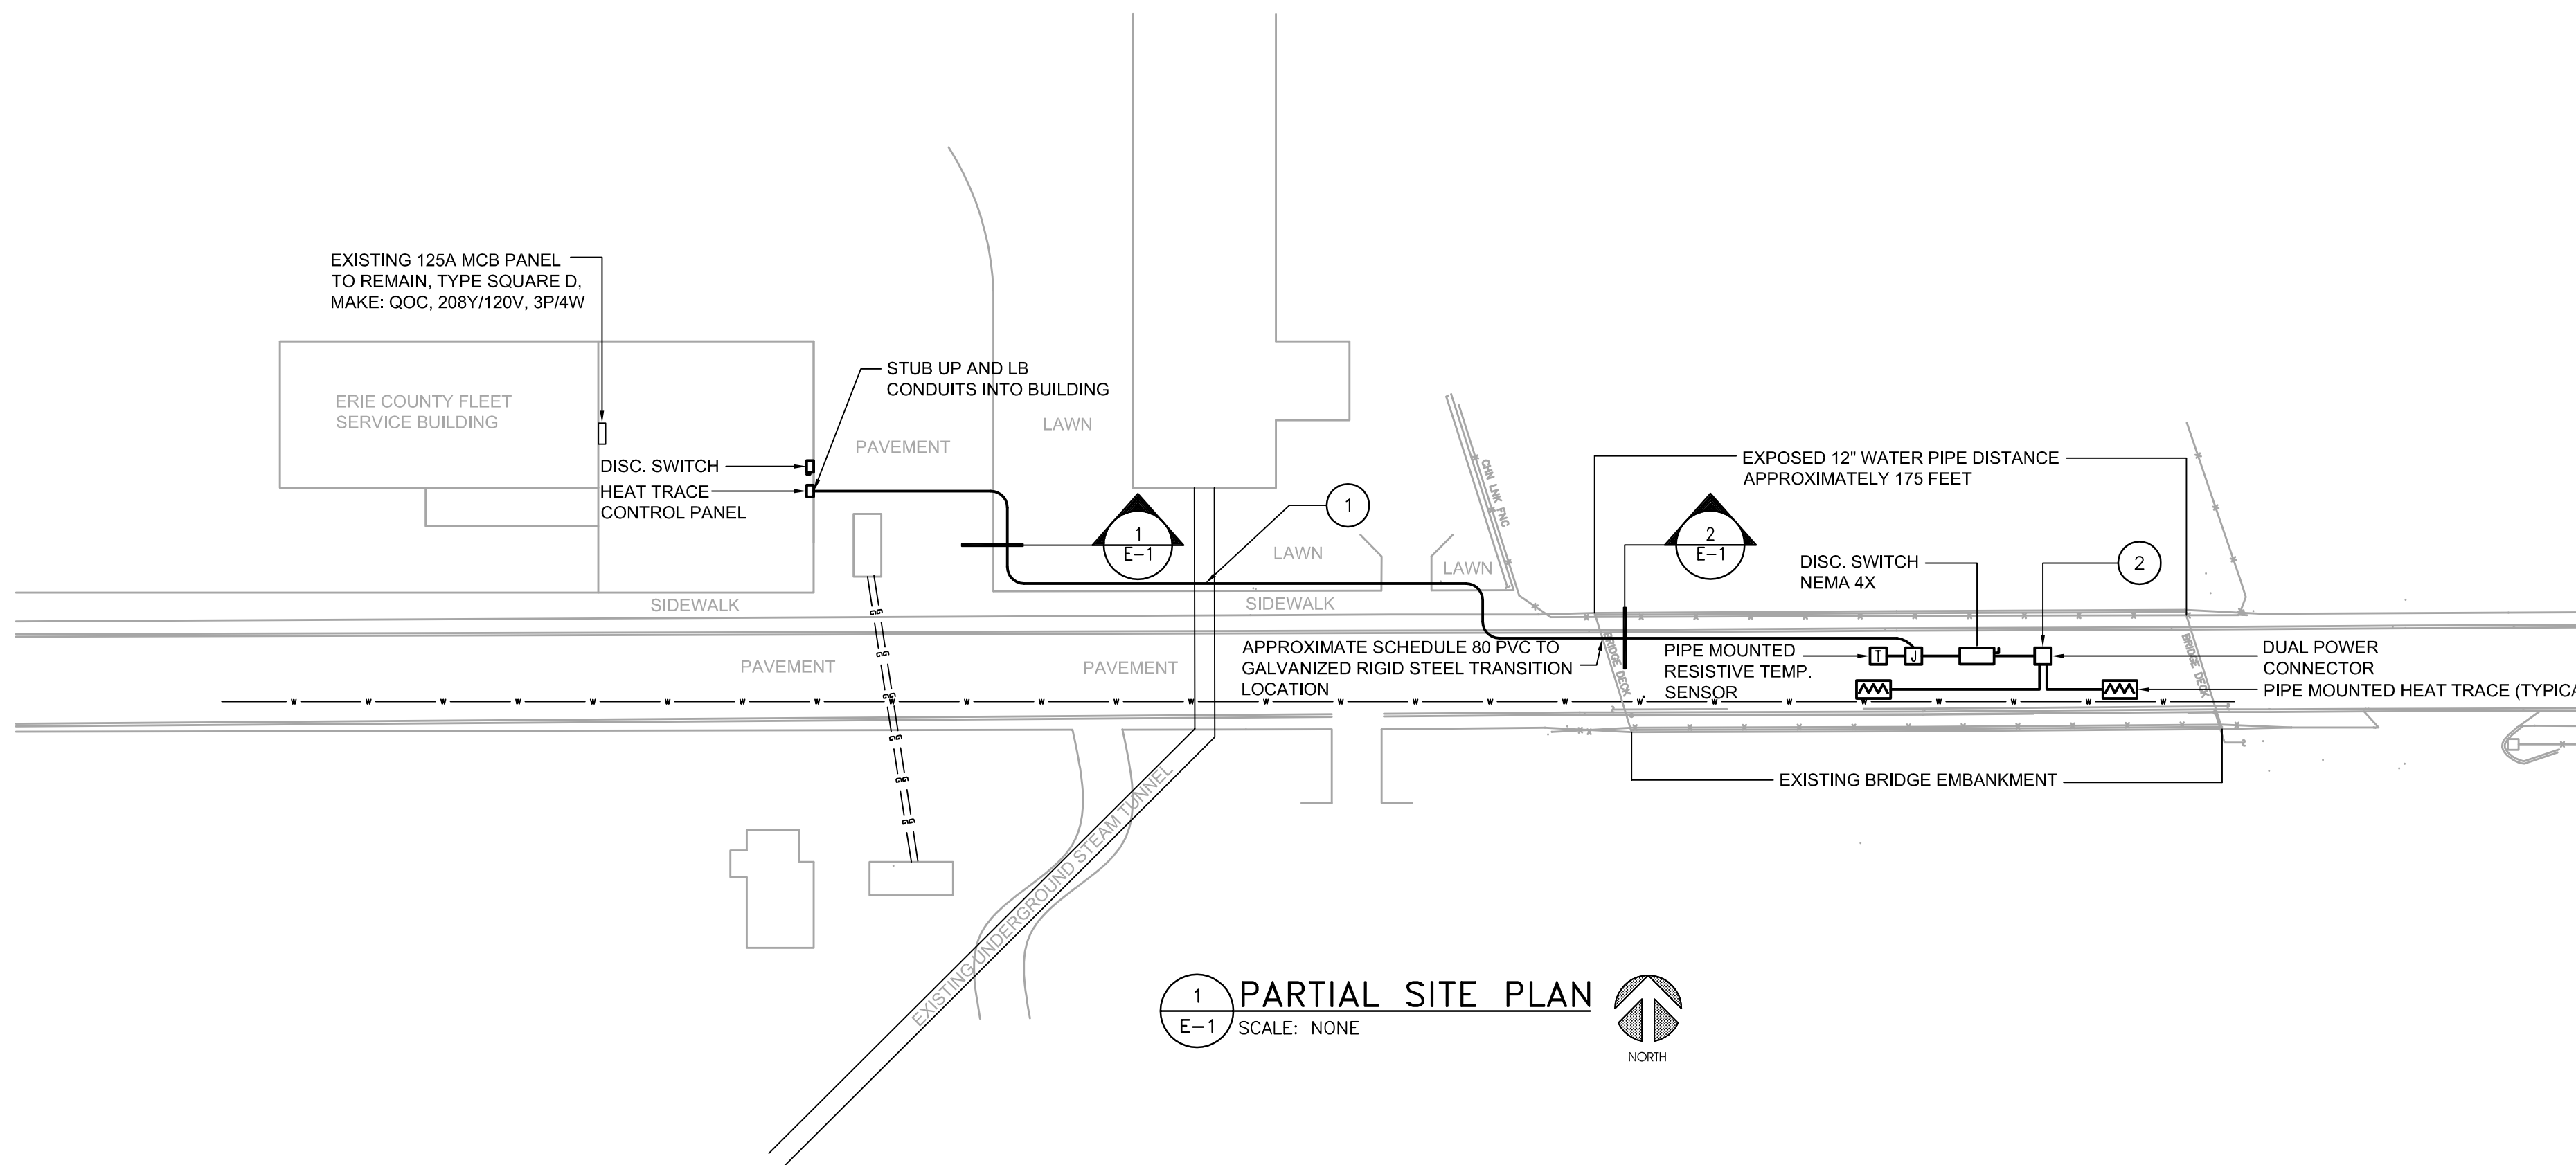 EXISTING 125A MCB PANEL
TO REMAIN, TYPE SQUARE D,
MAKE: QOC, 208Y/120V, 3P/4W
STUB UP AND LB
CONDUITS INTO BUILDING
ERIE COUNTY FLEET
SERVICE BUILDING
LAWN
PAVEMENT
DISC. SWITCH
HEAT TRACE
CONTROL PANEL
1
E-1
1
LAWN
LAWN
CHN LNK FNC
EXPOSED 12" WATER PIPE DISTANCE
APPROXIMATELY 175 FEET
2
E-1
DISC. SWITCH
NEMA 4X
2
SIDEWALK
SIDEWALK
PAVEMENT
PAVEMENT
APPROXIMATE SCHEDULE 80 PVC TO
GALVANIZED RIGID STEEL TRANSITION
LOCATION
BRIDGE DECK
PIPE MOUNTED
RESISTIVE TEMP.
SENSOR
T
J
BRIDGE DECK
DUAL POWER
CONNECTOR
PIPE MOUNTED HEAT TRACE (TYPICA
G G
G G
G G
G G
G G
G G
W W W W W W W W W W W W W W W W W W W W W W W W W W
EXISTING BRIDGE EMBANKMENT
EXISTING UNDERGROUND STEAM TUNNEL
1
E-1
PARTIAL SITE PLAN
SCALE: NONE
NORTH